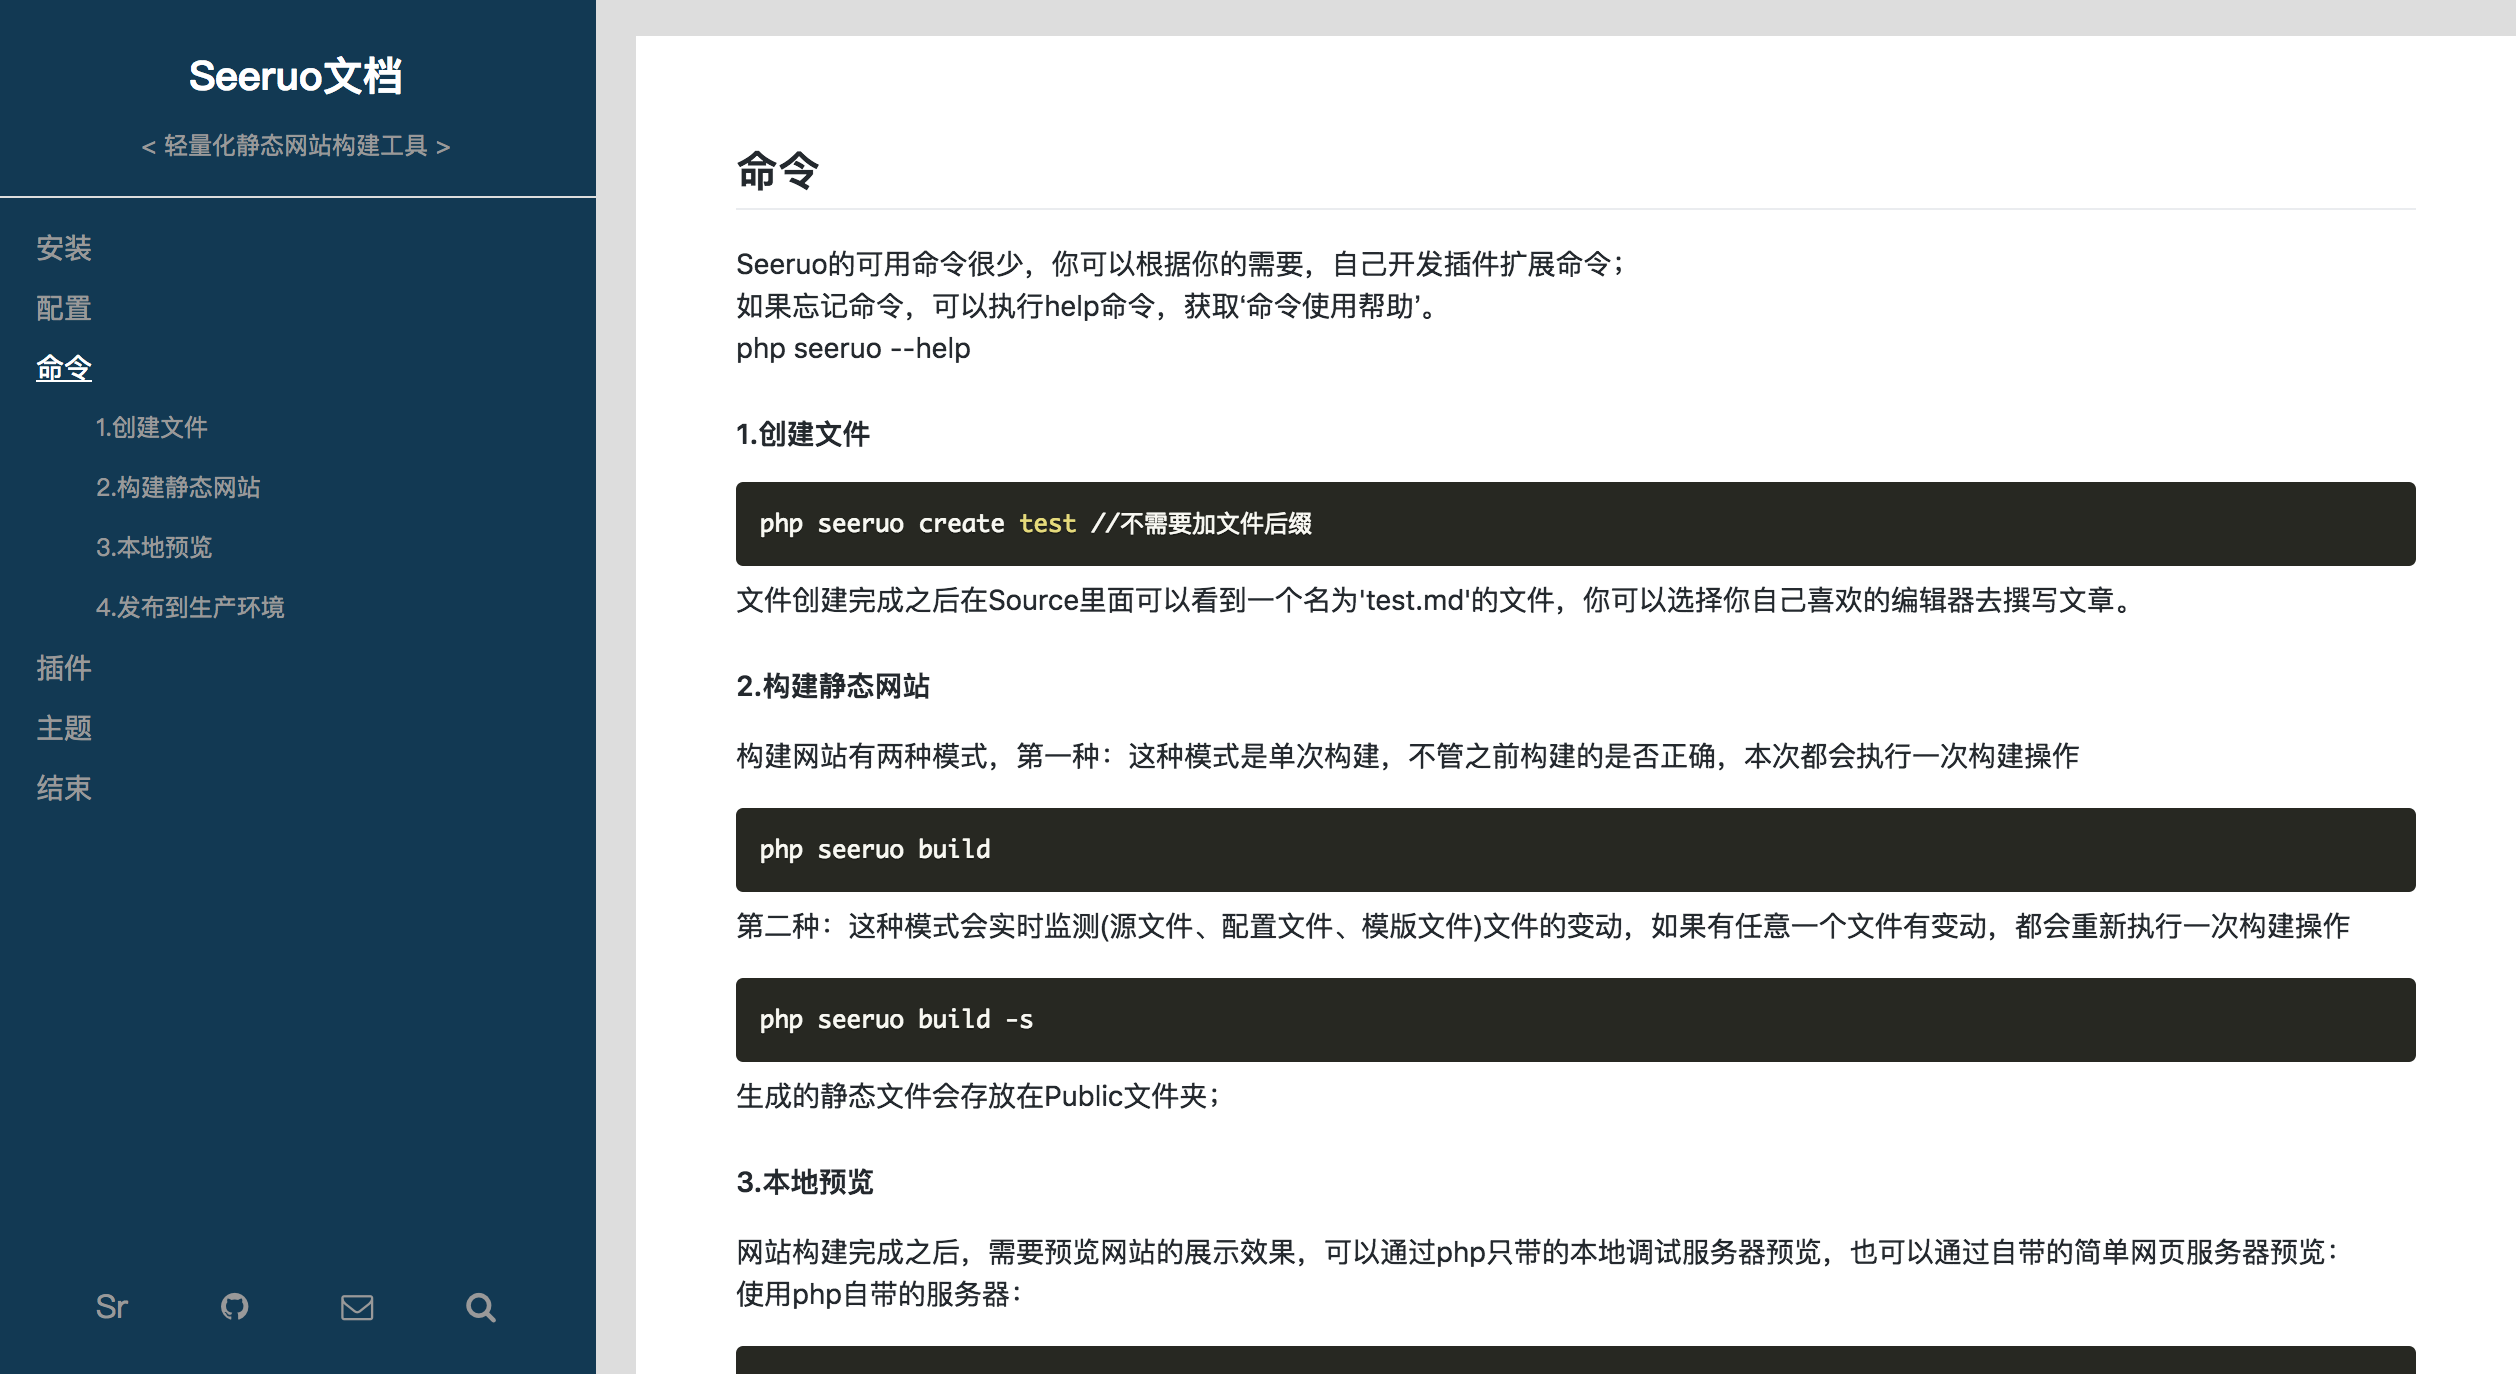 Seeruo文档
< 轻量化静态网站构建工具 >
安装
配置
命令
1.创建文件
2.构建静态网站
3.本地预览
4.发布到生产环境
插件
主题
结束
Sr
命令
Seeruo的可用命令很少，你可以根据你的需要，自己开发插件扩展命令；
如果忘记命令，可以执行help命令，获取‘命令使用帮助’。
php seeruo --help
1.创建文件
php seeruo create test //不需要加文件后缀
文件创建完成之后在Source里面可以看到一个名为'test.md'的文件，你可以选择你自己喜欢的编辑器去撰写文章。
2.构建静态网站
构建网站有两种模式，第一种：这种模式是单次构建，不管之前构建的是否正确，本次都会执行一次构建操作
php seeruo build
第二种：这种模式会实时监测(源文件、配置文件、模版文件)文件的变动，如果有任意一个文件有变动，都会重新执行一次构建操作
php seeruo build -s
生成的静态文件会存放在Public文件夹；
3.本地预览
网站构建完成之后，需要预览网站的展示效果，可以通过php只带的本地调试服务器预览，也可以通过自带的简单网页服务器预览：
使用php自带的服务器：